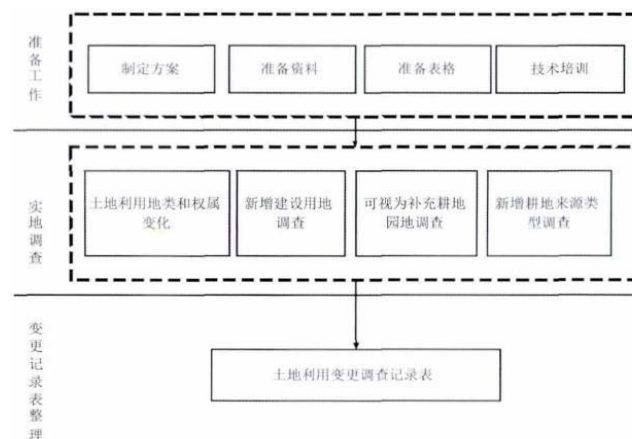 准备工作
制定方案
准备资料
准备表格
技术培训
实地调查
土地利用地类和权属
变化
新增建设用地
调查
可视为补充耕地
园地调查
新增耕地来源类
型调查
变更记录表整理
土地利用变更调查记录表